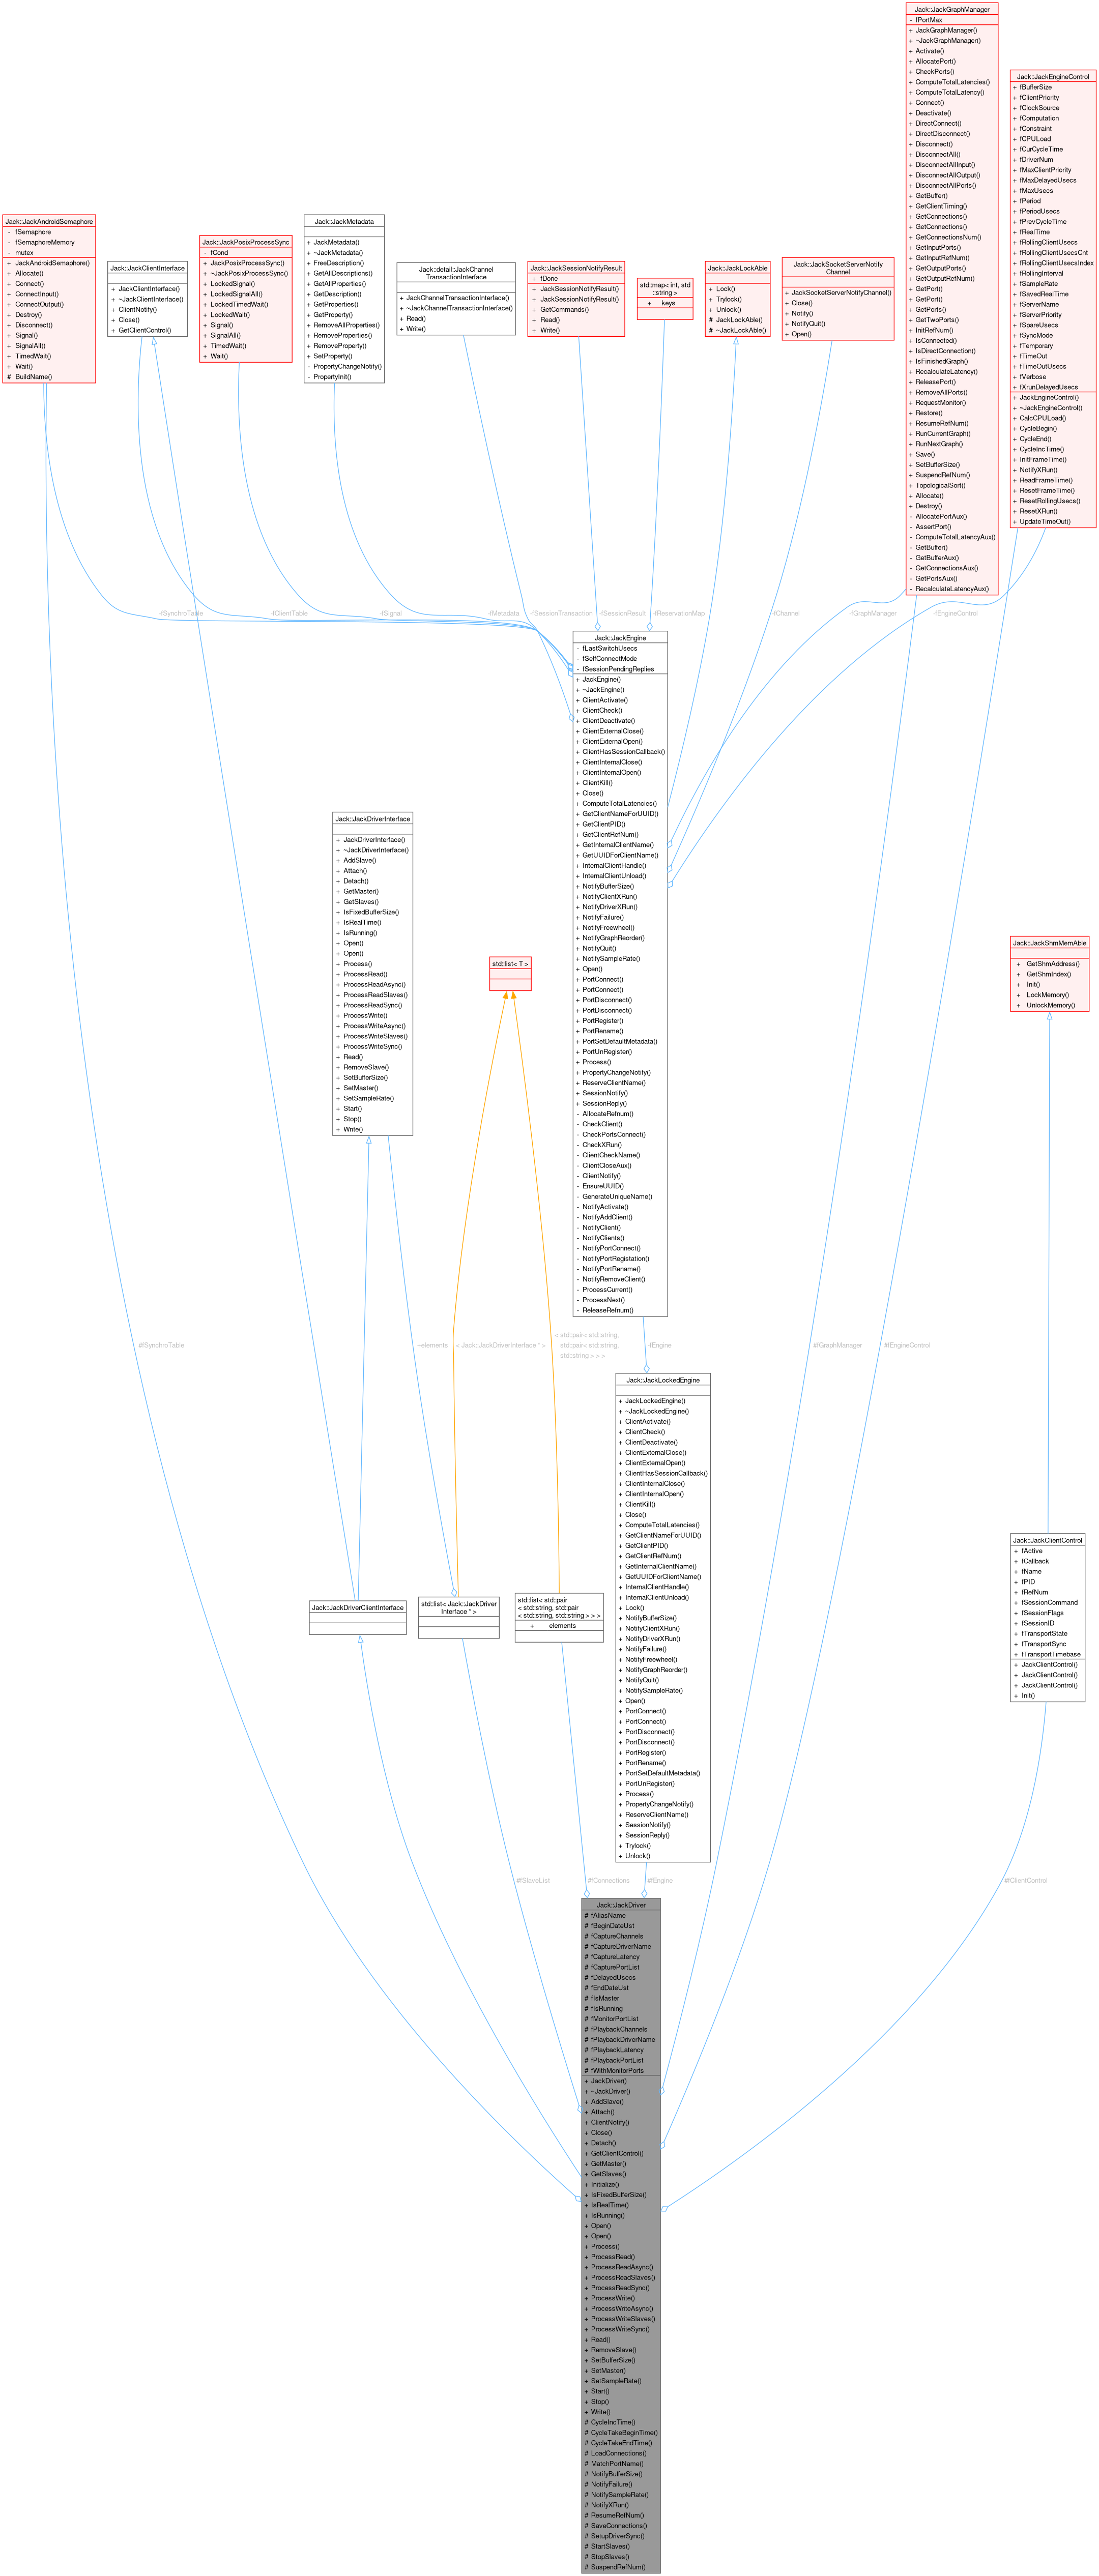 Jack::JackGraphManager
- fPortMax
+ JackGraphManager()
+ ~JackGraphManager()
+ Activate()
+ AllocatePort()
+ CheckPorts()
+ ComputeTotalLatencies()
+ ComputeTotalLatency()
+ Connect()
+ Deactivate()
+ DirectConnect()
+ DirectDisconnect()
+ Disconnect()
+ DisconnectAll()
+ DisconnectAllInput()
+ DisconnectAllOutput()
+ DisconnectAllPorts()
+ GetBuffer()
+ GetClientTiming()
+ GetConnections()
+ GetConnections()
+ GetConnectionsNum()
+ GetInputPorts()
+ GetInputRefNum()
+ GetOutputPorts()
+ GetOutputRefNum()
+ GetPort()
+ GetPort()
+ GetPorts()
+ GetTwoPorts()
+ InitRefNum()
+ IsConnected()
+ IsDirectConnection()
+ IsFinishedGraph()
+ RecalculateLatency()
+ ReleasePort()
+ RemoveAllPorts()
+ RequestMonitor()
+ Restore()
+ ResumeRefNum()
+ RunCurrentGraph()
+ RunNextGraph()
+ Save()
+ SetBufferSize()
+ SuspendRefNum()
+ TopologicalSort()
+ Allocate()
+ Destroy()
- AllocatePortAux()
- AssertPort()
- ComputeTotalLatencyAux()
- GetBuffer()
- GetBufferAux()
- GetConnectionsAux()
- GetPortsAux()
- RecalculateLatencyAux()
Jack::JackEngineControl
+ fBufferSize
+ fClientPriority
+ fClockSource
+ fComputation
+ fConstraint
+ fCPULoad
+ fCurCycleTime
+ fDriverNum
+ fMaxClientPriority
+ fMaxDelayedUsecs
+ fMaxUsecs
+ fPeriod
+ fPeriodUsecs
+ fPrevCycleTime
+ fRealTime
+ fRollingClientUsecs
+ fRollingClientUsecsCnt
+ fRollingClientUsecsIndex
+ fRollingInterval
+ fSampleRate
+ fSavedRealTime
+ fServerName
+ fServerPriority
+ fSpareUsecs
+ fSyncMode
+ fTemporary
+ fTimeOut
+ fTimeOutUsecs
+ fVerbose
+ fXrunDelayedUsecs
+ JackEngineControl()
+ ~JackEngineControl()
+ CalcCPULoad()
+ CycleBegin()
+ CycleEnd()
+ CycleIncTime()
+ InitFrameTime()
+ NotifyXRun()
+ ReadFrameTime()
+ ResetFrameTime()
+ ResetRollingUsecs()
+ ResetXRun()
+ UpdateTimeOut()
Jack::JackAndroidSemaphore
- fSemaphore
- fSemaphoreMemory
- mutex
+ JackAndroidSemaphore()
+ Allocate()
+ Connect()
+ ConnectInput()
+ ConnectOutput()
+ Destroy()
+ Disconnect()
+ Signal()
+ SignalAll()
+ TimedWait()
+ Wait()
# BuildName()
Jack::JackClientInterface
+ JackClientInterface()
+ ~JackClientInterface()
+ ClientNotify()
+ Close()
+ GetClientControl()
Jack::JackPosixProcessSync
- fCond
+ JackPosixProcessSync()
+ ~JackPosixProcessSync()
+ LockedSignal()
+ LockedSignalAll()
+ LockedTimedWait()
+ LockedWait()
+ Signal()
+ SignalAll()
+ TimedWait()
+ Wait()
Jack::JackMetadata
+ JackMetadata()
+ ~JackMetadata()
+ FreeDescription()
+ GetAllDescriptions()
+ GetAllProperties()
+ GetDescription()
+ GetProperties()
+ GetProperty()
+ RemoveAllProperties()
+ RemoveProperties()
+ RemoveProperty()
+ SetProperty()
- PropertyChangeNotify()
- PropertyInit()
Jack::detail::JackChannel
TransactionInterface
+ JackChannelTransactionInterface()
+ ~JackChannelTransactionInterface()
+ Read()
+ Write()
Jack::JackSessionNotifyResult
+ fDone
+ JackSessionNotifyResult()
+ JackSessionNotifyResult()
+ GetCommands()
+ Read()
+ Write()
std::map< int, std
::string >
+ keys
Jack::JackLockAble
+ Lock()
+ Trylock()
+ Unlock()
# JackLockAble()
# ~JackLockAble()
Jack::JackSocketServerNotify
Channel
+ JackSocketServerNotifyChannel()
+ Close()
+ Notify()
+ NotifyQuit()
+ Open()
-fSynchroTable
-fClientTable
-fSignal
-fMetadata
-fSessionTransaction
-fSessionResult
-fReservationMap
-fChannel
-fGraphManager
-fEngineControl
Jack::JackEngine
- fLastSwitchUsecs
- fSelfConnectMode
- fSessionPendingReplies
+ JackEngine()
+ ~JackEngine()
+ ClientActivate()
+ ClientCheck()
+ ClientDeactivate()
+ ClientExternalClose()
+ ClientExternalOpen()
+ ClientHasSessionCallback()
+ ClientInternalClose()
+ ClientInternalOpen()
+ ClientKill()
+ Close()
+ ComputeTotalLatencies()
+ GetClientNameForUUID()
+ GetClientPID()
+ GetClientRefNum()
+ GetInternalClientName()
+ GetUUIDForClientName()
+ InternalClientHandle()
+ InternalClientUnload()
+ NotifyBufferSize()
+ NotifyClientXRun()
+ NotifyDriverXRun()
+ NotifyFailure()
+ NotifyFreewheel()
+ NotifyGraphReorder()
+ NotifyQuit()
+ NotifySampleRate()
+ Open()
+ PortConnect()
+ PortConnect()
+ PortDisconnect()
+ PortDisconnect()
+ PortRegister()
+ PortRename()
+ PortSetDefaultMetadata()
+ PortUnRegister()
+ Process()
+ PropertyChangeNotify()
+ ReserveClientName()
+ SessionNotify()
+ SessionReply()
- AllocateRefnum()
- CheckClient()
- CheckPortsConnect()
- CheckXRun()
- ClientCheckName()
- ClientCloseAux()
- ClientNotify()
- EnsureUUID()
- GenerateUniqueName()
- NotifyActivate()
- NotifyAddClient()
- NotifyClient()
- NotifyClients()
- NotifyPortConnect()
- NotifyPortRegistation()
- NotifyPortRename()
- NotifyRemoveClient()
- ProcessCurrent()
- ProcessNext()
- ReleaseRefnum()
Jack::JackDriverInterface
+ JackDriverInterface()
+ ~JackDriverInterface()
+ AddSlave()
+ Attach()
+ Detach()
+ GetMaster()
+ GetSlaves()
+ IsFixedBufferSize()
+ IsRealTime()
+ IsRunning()
+ Open()
+ Open()
+ Process()
+ ProcessRead()
+ ProcessReadAsync()
+ ProcessReadSlaves()
+ ProcessReadSync()
+ ProcessWrite()
+ ProcessWriteAsync()
+ ProcessWriteSlaves()
+ ProcessWriteSync()
+ Read()
+ RemoveSlave()
+ SetBufferSize()
+ SetMaster()
+ SetSampleRate()
+ Start()
+ Stop()
+ Write()
std::list< T >
Jack::JackShmMemAble
+ GetShmAddress()
+ GetShmIndex()
+ Init()
+ LockMemory()
+ UnlockMemory()
#fSynchroTable
+elements
< Jack::JackDriverInterface * >
< std::pair< std::string,
std::pair< std::string,
std::string > > >
-fEngine
#fGraphManager
#fEngineControl
Jack::JackLockedEngine
+ JackLockedEngine()
+ ~JackLockedEngine()
+ ClientActivate()
+ ClientCheck()
+ ClientDeactivate()
+ ClientExternalClose()
+ ClientExternalOpen()
+ ClientHasSessionCallback()
+ ClientInternalClose()
+ ClientInternalOpen()
+ ClientKill()
+ Close()
+ ComputeTotalLatencies()
+ GetClientNameForUUID()
+ GetClientPID()
+ GetClientRefNum()
+ GetInternalClientName()
+ GetUUIDForClientName()
+ InternalClientHandle()
+ InternalClientUnload()
+ Lock()
+ NotifyBufferSize()
+ NotifyClientXRun()
+ NotifyDriverXRun()
+ NotifyFailure()
+ NotifyFreewheel()
+ NotifyGraphReorder()
+ NotifyQuit()
+ NotifySampleRate()
+ Open()
+ PortConnect()
+ PortConnect()
+ PortDisconnect()
+ PortDisconnect()
+ PortRegister()
+ PortRename()
+ PortSetDefaultMetadata()
+ PortUnRegister()
+ Process()
+ PropertyChangeNotify()
+ ReserveClientName()
+ SessionNotify()
+ SessionReply()
+ Trylock()
+ Unlock()
Jack::JackClientControl
+ fActive
+ fCallback
+ fName
+ fPID
+ fRefNum
+ fSessionCommand
+ fSessionFlags
+ fSessionID
+ fTransportState
+ fTransportSync
+ fTransportTimebase
+ JackClientControl()
+ JackClientControl()
+ JackClientControl()
+ Init()
Jack::JackDriverClientInterface
std::list< Jack::JackDriver
Interface * >
std::list< std::pair
< std::string, std::pair
< std::string, std::string > > >
+ elements
#fSlaveList
#fConnections
#fEngine
#fClientControl
Jack::JackDriver
# fAliasName
# fBeginDateUst
# fCaptureChannels
# fCaptureDriverName
# fCaptureLatency
# fCapturePortList
# fDelayedUsecs
# fEndDateUst
# fIsMaster
# fIsRunning
# fMonitorPortList
# fPlaybackChannels
# fPlaybackDriverName
# fPlaybackLatency
# fPlaybackPortList
# fWithMonitorPorts
+ JackDriver()
+ ~JackDriver()
+ AddSlave()
+ Attach()
+ ClientNotify()
+ Close()
+ Detach()
+ GetClientControl()
+ GetMaster()
+ GetSlaves()
+ Initialize()
+ IsFixedBufferSize()
+ IsRealTime()
+ IsRunning()
+ Open()
+ Open()
+ Process()
+ ProcessRead()
+ ProcessReadAsync()
+ ProcessReadSlaves()
+ ProcessReadSync()
+ ProcessWrite()
+ ProcessWriteAsync()
+ ProcessWriteSlaves()
+ ProcessWriteSync()
+ Read()
+ RemoveSlave()
+ SetBufferSize()
+ SetMaster()
+ SetSampleRate()
+ Start()
+ Stop()
+ Write()
# CycleIncTime()
# CycleTakeBeginTime()
# CycleTakeEndTime()
# LoadConnections()
# MatchPortName()
# NotifyBufferSize()
# NotifyFailure()
# NotifySampleRate()
# NotifyXRun()
# ResumeRefNum()
# SaveConnections()
# SetupDriverSync()
# StartSlaves()
# StopSlaves()
# SuspendRefNum()